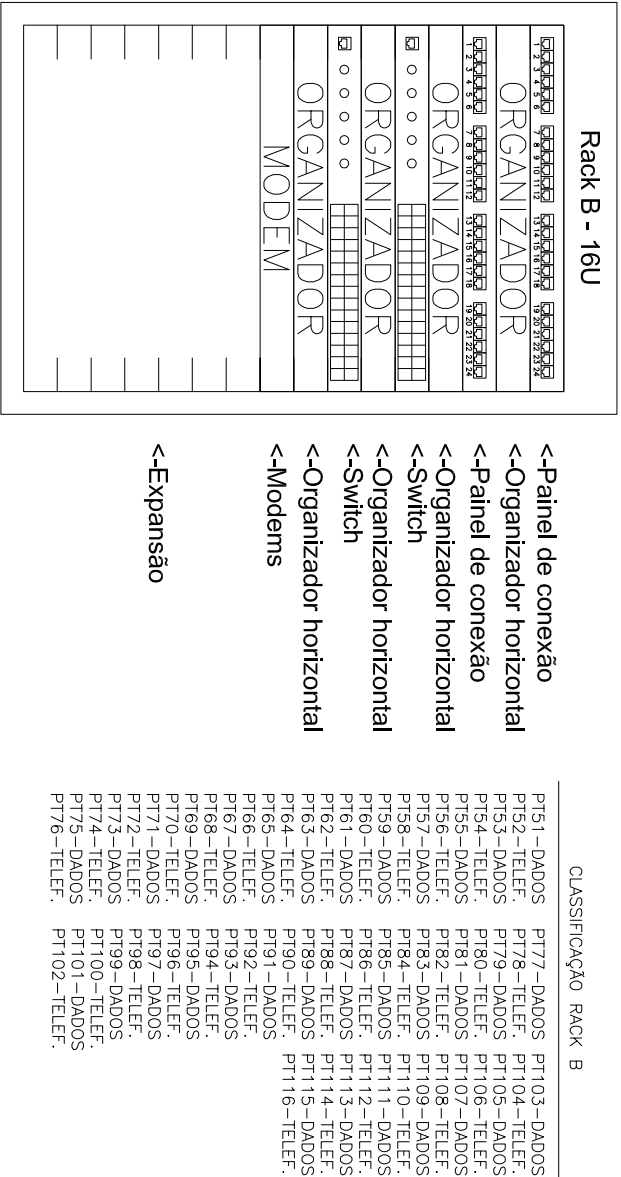 Rack B - 16U
1 2 3 4 5 6 7 8 9 10 11 12 13 14 15 16 17 18 19 20 21 22 23 24
ORGANIZADOR
1 2 3 4 5 6 7 8 9 10 11 12 13 14 15 16 17 18 19 20 21 22 23 24
ORGANIZADOR
ORGANIZADOR
ORGANIZADOR
MODEM
<-Painel de conexão
<-Organizador horizontal
<-Painel de conexão
<-Organizador horizontal
<-Switch
<-Organizador horizontal
<-Switch
<-Organizador horizontal
<-Modems
<-Expansão
CLASSIFICAÇÃO RACK B
PT51-DADOS PT77-DADOS PT103-DADOS
PT52-TELEF. PT78-TELEF. PT104-TELEF.
PT53-DADOS PT79-DADOS PT105-DADOS
PT54-TELEF. PT80-TELEF. PT106-TELEF.
PT55-DADOS PT81-DADOS PT107-DADOS
PT56-TELEF. PT82-TELEF. PT108-TELEF.
PT57-DADOS PT83-DADOS PT109-DADOS
PT58-TELEF. PT84-TELEF. PT110-TELEF.
PT59-DADOS PT85-DADOS PT111-DADOS
PT60-TELEF. PT86-TELEF. PT112-TELEF.
PT61-DADOS PT87-DADOS PT113-DADOS
PT62-TELEF. PT88-TELEF. PT114-TELEF.
PT63-DADOS PT89-DADOS PT115-DADOS
PT64-TELEF. PT90-TELEF. PT116-TELEF.
PT65-DADOS PT91-DADOS
PT66-TELEF. PT92-TELEF.
PT67-DADOS PT93-DADOS
PT68-TELEF. PT94-TELEF.
PT69-DADOS PT95-DADOS
PT70-TELEF. PT96-TELEF.
PT71-DADOS PT97-DADOS
PT72-TELEF. PT98-TELEF.
PT73-DADOS PT99-DADOS
PT74-TELEF. PT100-TELEF.
PT75-DADOS PT101-DADOS
PT76-TELEF. PT102-TELEF.